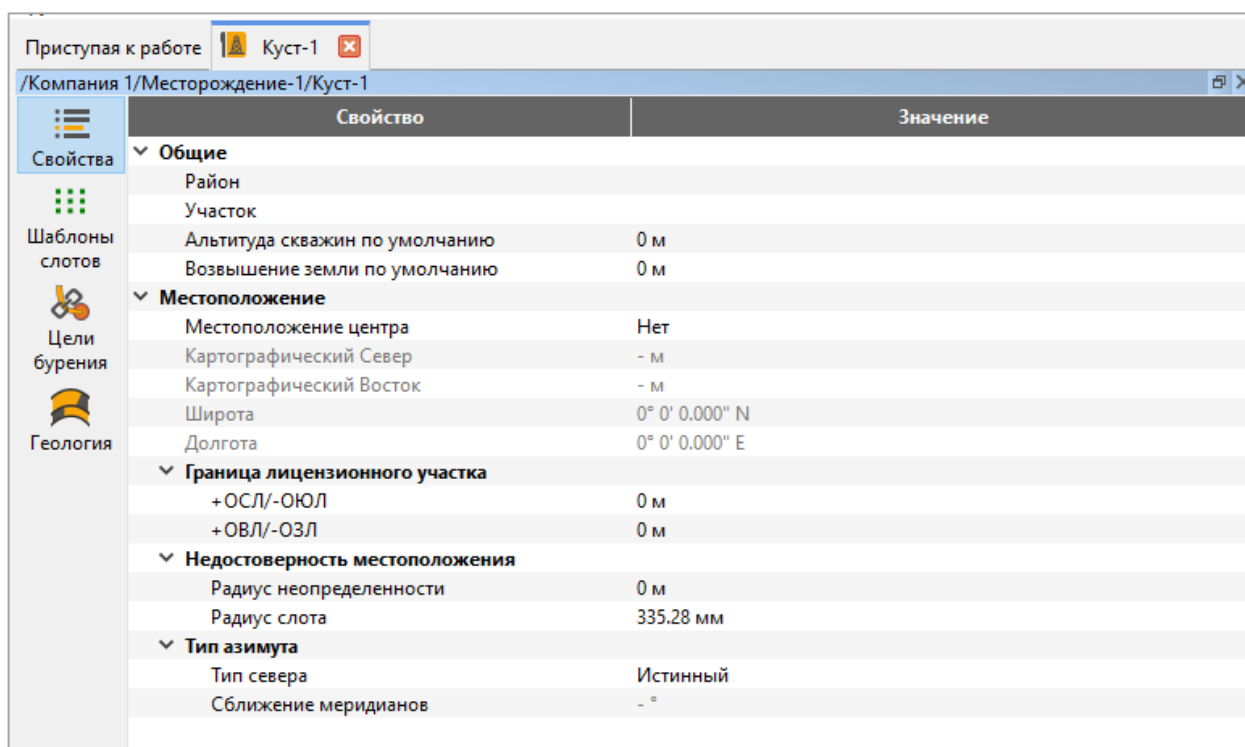 Приступая к работе Куст-1
/Компания 1/Месторождение-1/Куст-1
Свойства
Шаблоны
слотов
Цели
бурения
Геология
Свойство Значение
Общие
Район
Участок
Альтитуда скважин по умолчанию 0 м
Возвышение земли по умолчанию 0 м
Местоположение
Местоположение центра Нет
Картографический Север - м
Картографический Восток - м
Широта 0° 0' 0.000" N
Долгота 0° 0' 0.000" E
Граница лицензионного участка
+ОСЛ/-ОЮЛ 0 м
+ОВЛ/-ОЗЛ 0 м
Недостоверность местоположения
Радиус неопределенности 0 м
Радиус слота 335.28 мм
Тип азимута
Тип севера Истинный
Сближение меридианов - °